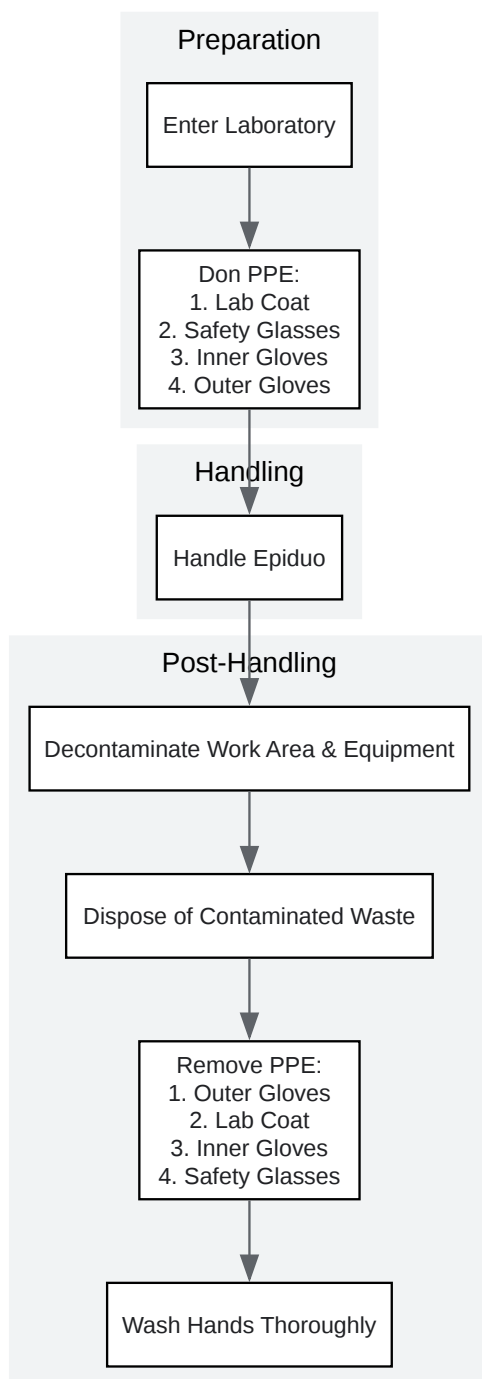 Preparation
Enter Laboratory
Don PPE:
1. Lab Coat
2. Safety Glasses
3. Inner Gloves
4. Outer Gloves
Handling
Handle Epiduo
Post-Handling
Decontaminate Work Area & Equipment
Dispose of Contaminated Waste
Remove PPE:
1. Outer Gloves
2. Lab Coat
3. Inner Gloves
4. Safety Glasses
Wash Hands Thoroughly